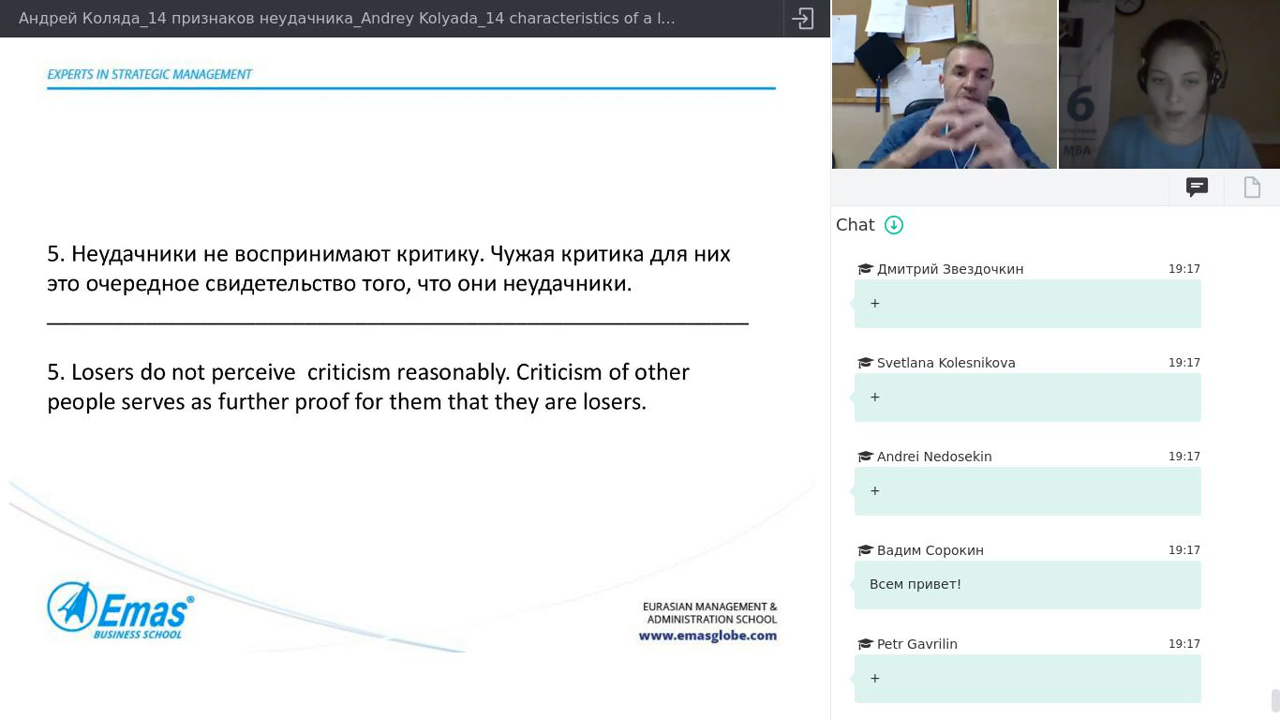 Андрей Коляда_14 признаков неудачника_Andrey Kolyada_14 characteristics of a l...
EXPERTS IN STRATEGIC MANAGEMENT
5. Неудачники не воспринимают критику. Чужая критика для них
это очередное свидетельство того, что они неудачники.
5. Losers do not perceive  criticism reasonably. Criticism of other
people serves as further proof for them that they are losers.
Emas®
BUSINESS SCHOOL
EURASIAN MANAGEMENT &
ADMINISTRATION SCHOOL
www.emasglobe.com
6
МБА
Chat
Дмитрий Звездочкин 19:17
+
Svetlana Kolesnikova 19:17
+
Andrei Nedosekin 19:17
+
Вадим Сорокин 19:17
Всем привет!
Petr Gavrilin 19:17
+